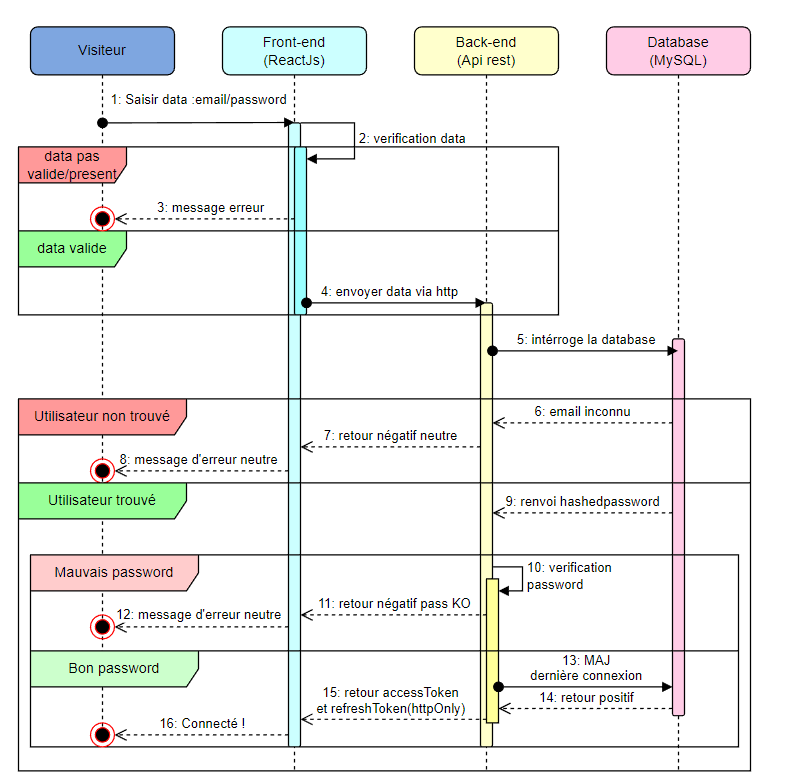 Visiteur
Front-end
(ReactJs)
Back-end
(Api rest)
Database
(MySQL)
1: Saisir data :email/password
2: verification data
data pas
valide/present
3: message erreur
data valide
4: envoyer data via http
5: intérroge la database
Utilisateur non trouvé
6: email inconnu
7: retour négatif neutre
8: message d'erreur neutre
Utilisateur trouvé
9: renvoi hashedpassword
Mauvais password
10: verification
password
11: retour négatif pass KO
12: message d'erreur neutre
Bon password
13: MAJ
dernière connexion
14: retour positif
15: retour accessToken
et refreshToken(httpOnly)
16: Connecté !